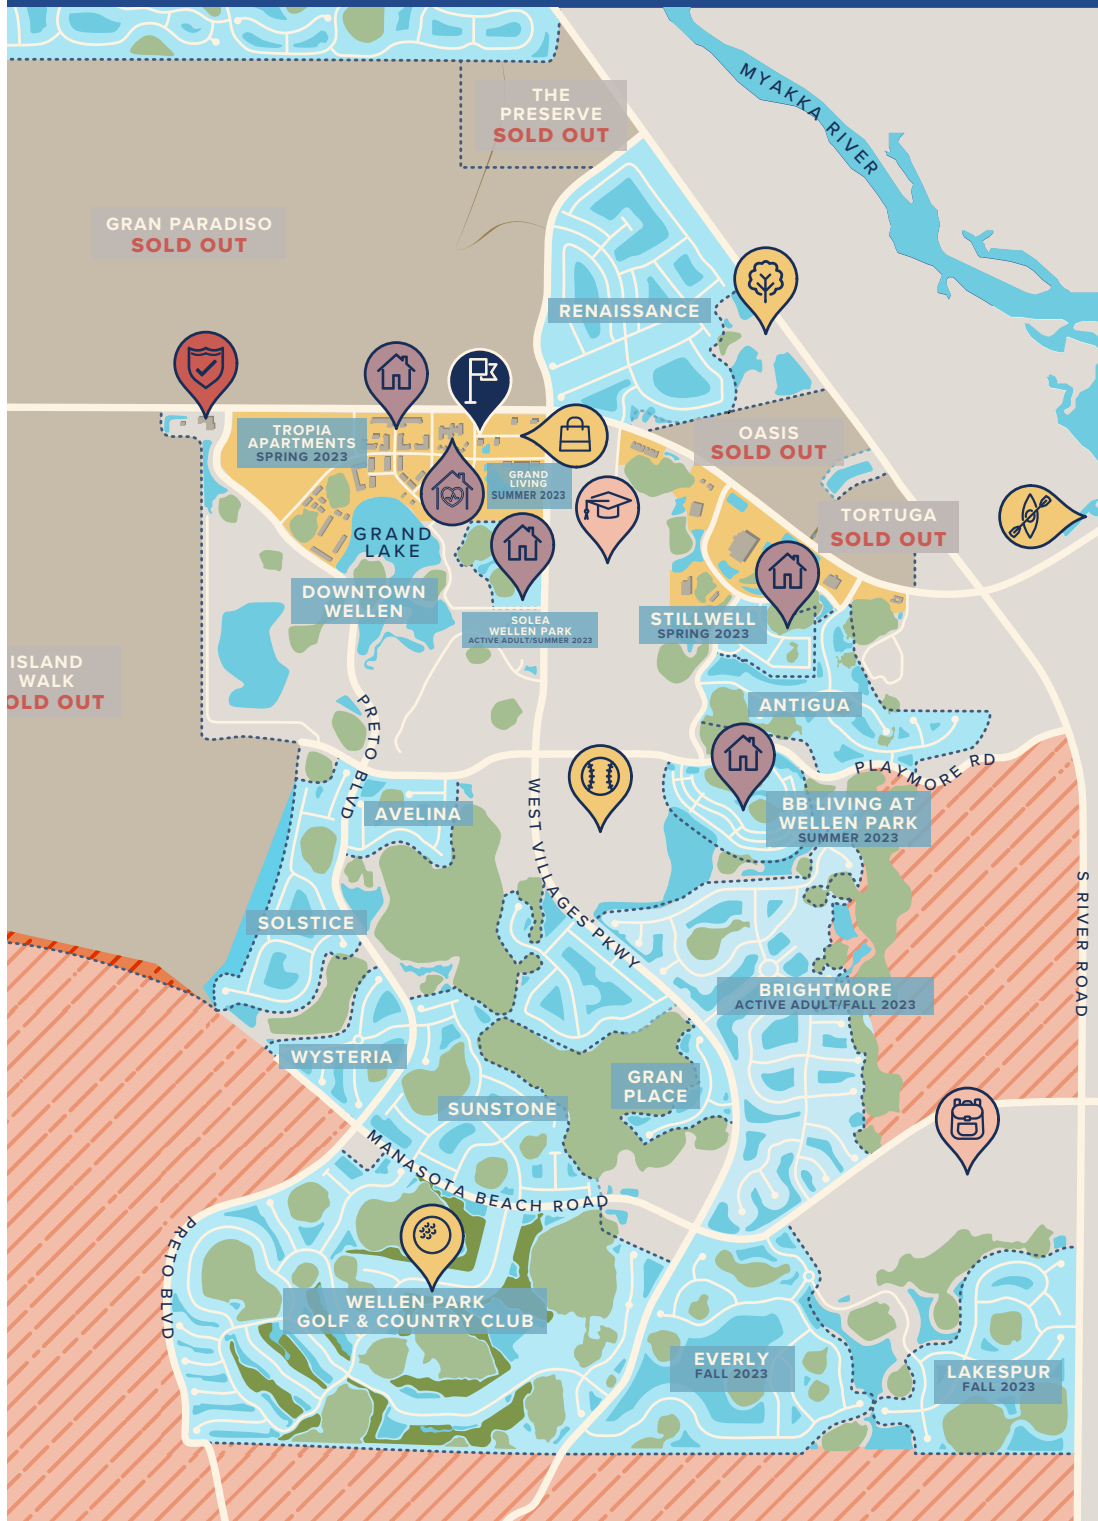 THE
PRESERVE
SOLD OUT
MYAKKA RIVER
GRAN PARADISO
SOLD OUT
RENAISSANCE
TROPIA
APARTMENTS
SPRING 2023
OASIS
SOLD OUT
GRAND
LIVING
SUMMER 2023
TORTUGA
SOLD OUT
GRAND
LAKE
DOWNTOWN
WELLEN
SOLEA
WELLEN PARK
ACTIVE ADULT/SUMMER 2023
STILLWELL
SPRING 2023
ISLAND
WALK
OLD OUT
ANTIGUA
PRETO BLVD
PLAYMORE RD
WEST VILLAGES PKWY
AVELINA
BB LIVING AT
WELLEN PARK
SUMMER 2023
S RIVER ROAD
SOLSTICE
BRIGHTMORE
ACTIVE ADULT/FALL 2023
WYSTERIA
GRAN
PLACE
SUNSTONE
MANASOTA BEACH ROAD
PRETO BLVD
WELLEN PARK
GOLF & COUNTRY CLUB
EVERLY
FALL 2023
LAKESPUR
FALL 2023